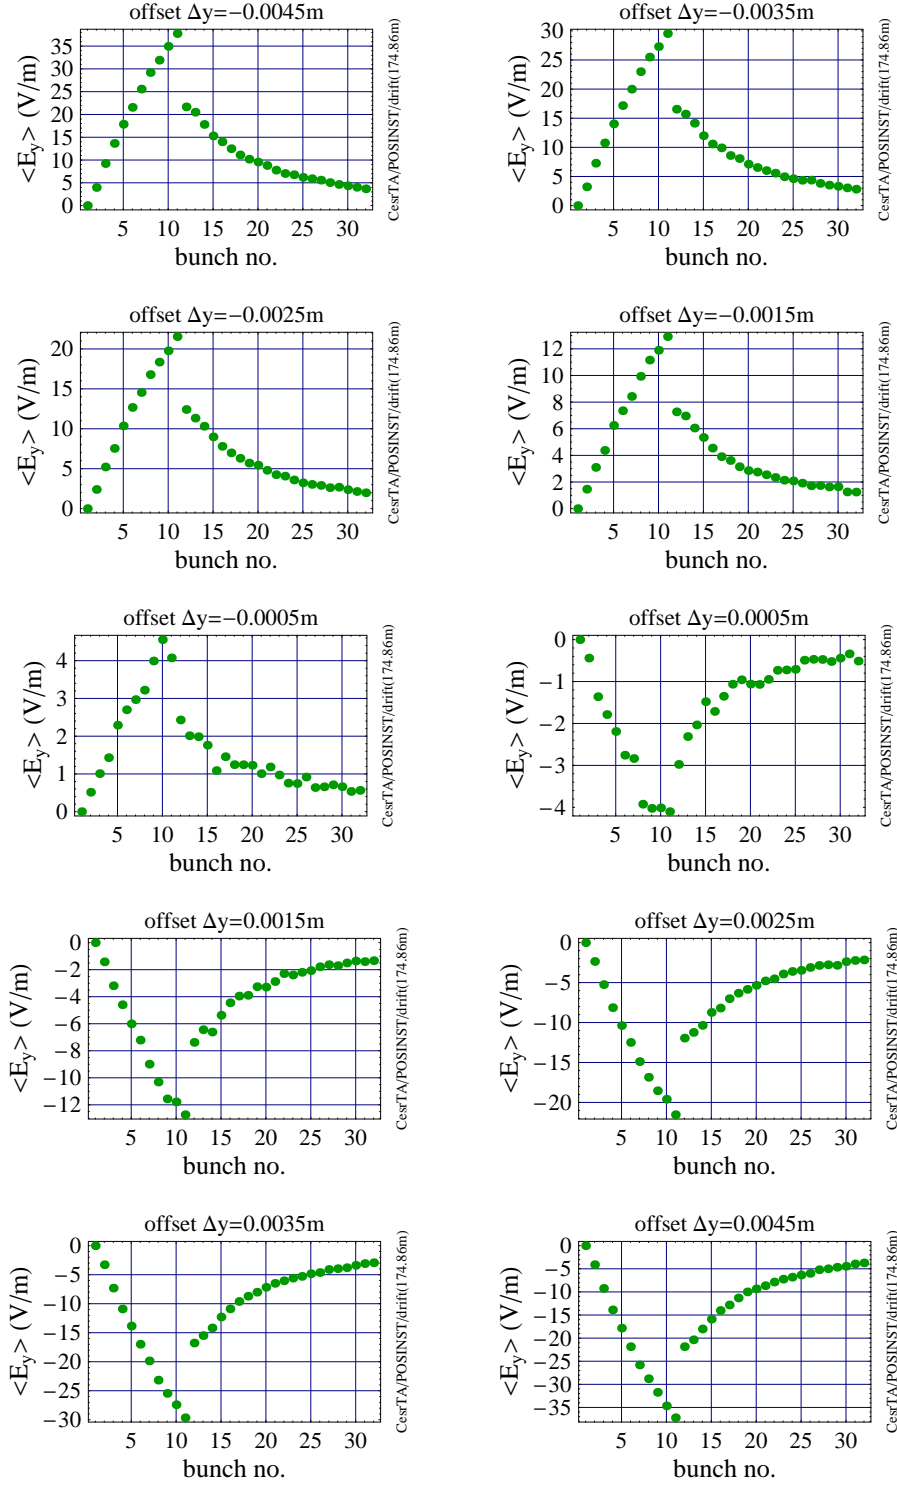 offset Δy=−0.0045m
<E_y> (V/m)
35
30
25
20
15
10
5
0
5 10 15 20 25 30
bunch no.
CesrTA/POSINST/drift(174.86m)
offset Δy=−0.0035m
<E_y> (V/m)
30
25
20
15
10
5
0
5 10 15 20 25 30
bunch no.
CesrTA/POSINST/drift(174.86m)
offset Δy=−0.0025m
<E_y> (V/m)
20
15
10
5
0
5 10 15 20 25 30
bunch no.
CesrTA/POSINST/drift(174.86m)
offset Δy=−0.0015m
<E_y> (V/m)
12
10
8
6
4
2
0
5 10 15 20 25 30
bunch no.
CesrTA/POSINST/drift(174.86m)
offset Δy=−0.0005m
<E_y> (V/m)
4
3
2
1
0
5 10 15 20 25 30
bunch no.
CesrTA/POSINST/drift(174.86m)
offset Δy=0.0005m
<E_y> (V/m)
0
−1
−2
−3
−4
5 10 15 20 25 30
bunch no.
CesrTA/POSINST/drift(174.86m)
offset Δy=0.0015m
<E_y> (V/m)
0
−2
−4
−6
−8
−10
−12
5 10 15 20 25 30
bunch no.
CesrTA/POSINST/drift(174.86m)
offset Δy=0.0025m
<E_y> (V/m)
0
−5
−10
−15
−20
5 10 15 20 25 30
bunch no.
CesrTA/POSINST/drift(174.86m)
offset Δy=0.0035m
<E_y> (V/m)
0
−5
−10
−15
−20
−25
−30
5 10 15 20 25 30
bunch no.
CesrTA/POSINST/drift(174.86m)
offset Δy=0.0045m
<E_y> (V/m)
0
−5
−10
−15
−20
−25
−30
−35
5 10 15 20 25 30
bunch no.
CesrTA/POSINST/drift(174.86m)